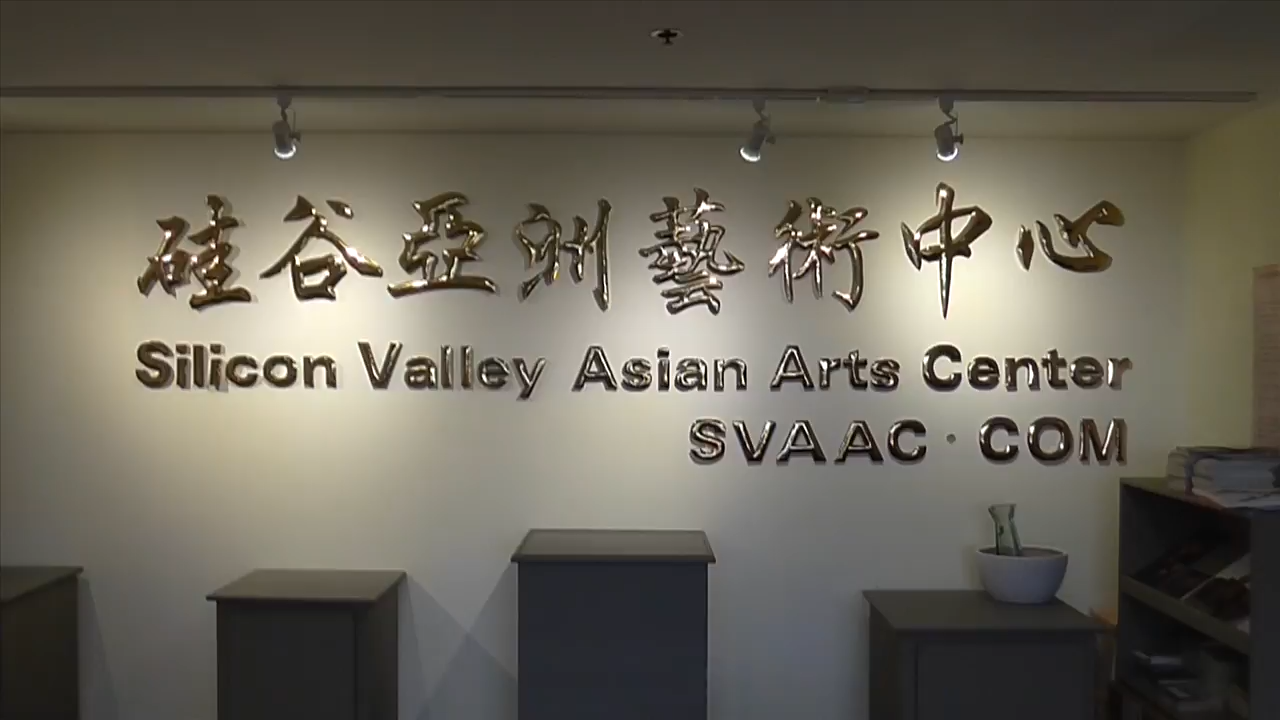 硅谷亞洲藝術中心
Silicon Valley Asian Arts Center
SVAAC·COM